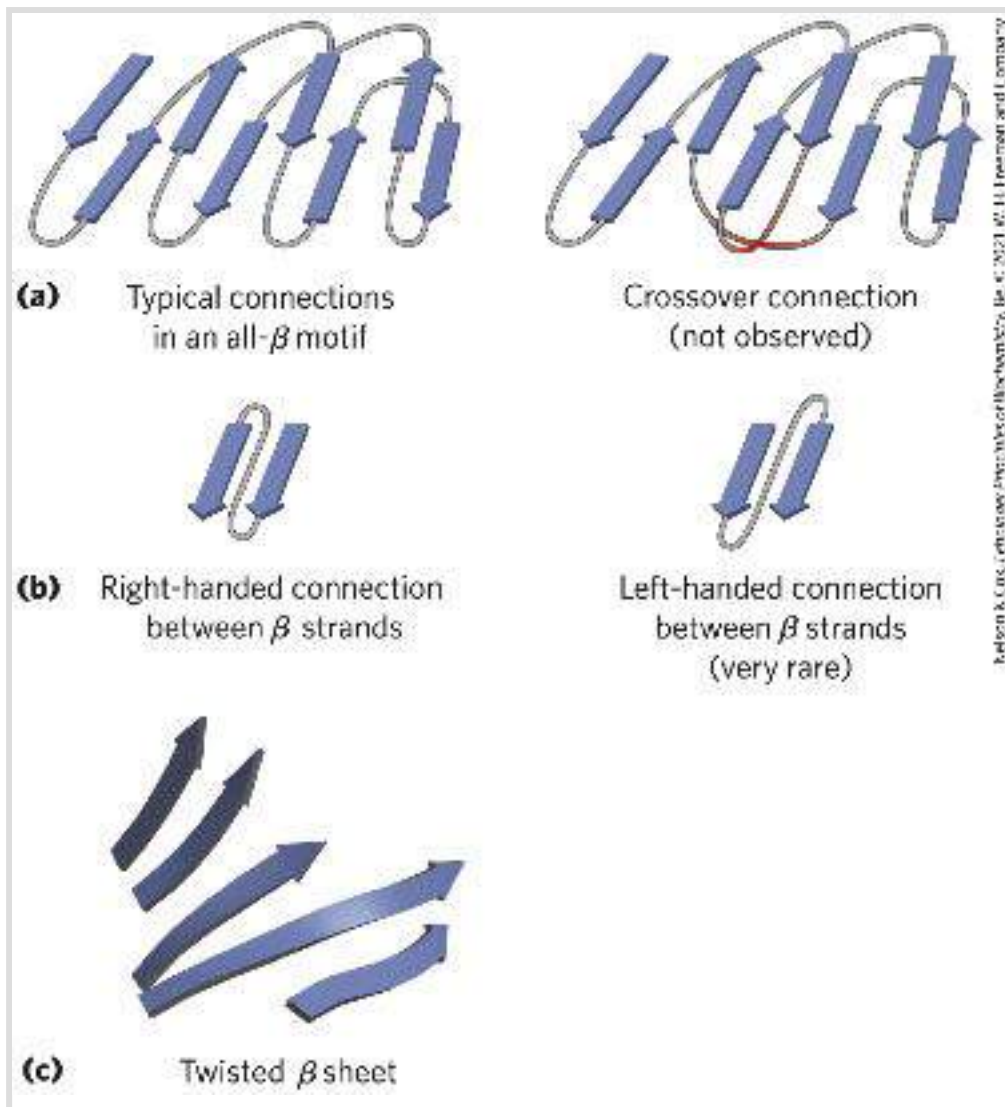 (a) Typical connections
in an all-β motif
Crossover connection
(not observed)
(b) Right-handed connection
between β strands
Left-handed connection
between β strands
(very rare)
(c) Twisted β sheet